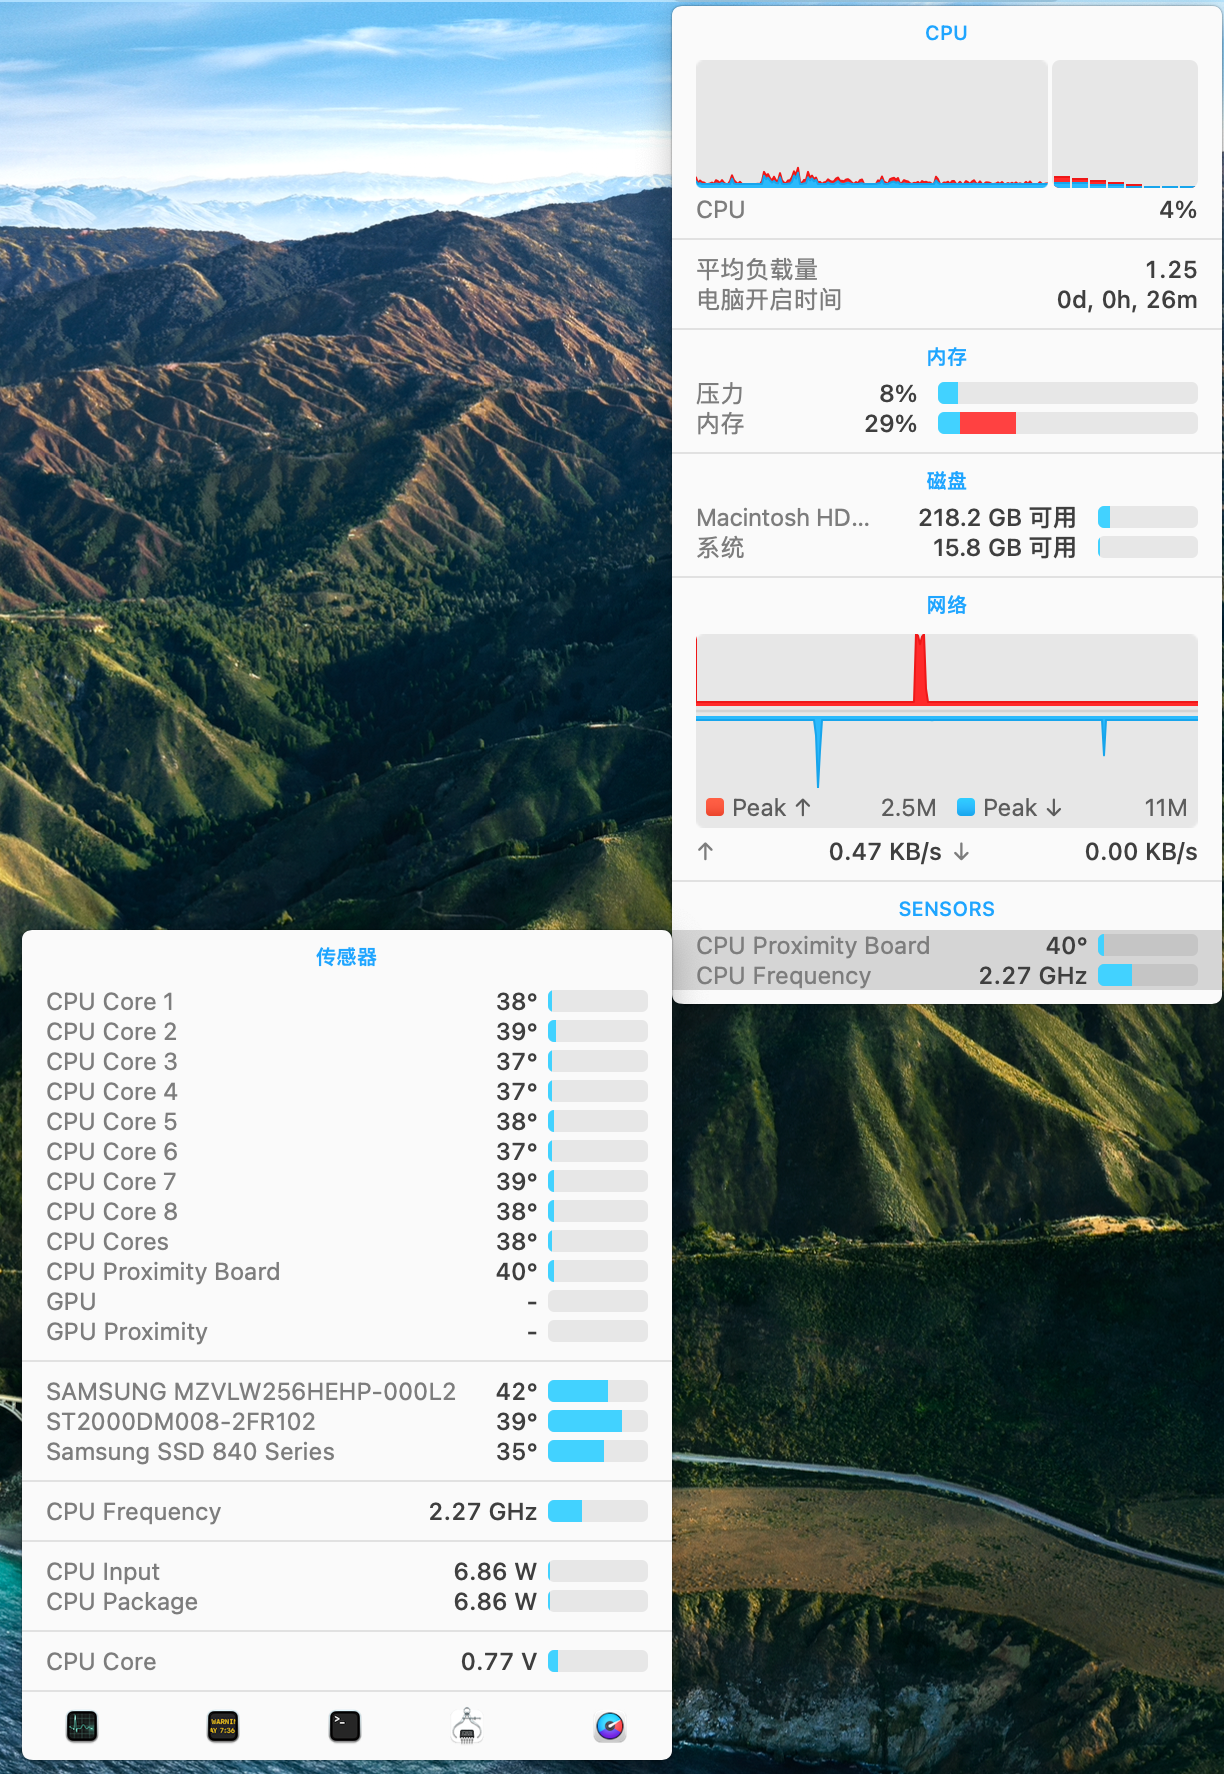 CPU
CPU 4%
平均负载量 1.25
电脑开启时间 0d, 0h, 26m
内存
压力 8%
内存 29%
磁盘
Macintosh HD... 218.2 GB 可用
系统 15.8 GB 可用
网络
Peak ↑ 2.5M Peak ↓ 11M
↑ 0.47 KB/s ↓ 0.00 KB/s
SENSORS
CPU Proximity Board 40°
CPU Frequency 2.27 GHz
传感器
CPU Core 1 38°
CPU Core 2 39°
CPU Core 3 37°
CPU Core 4 37°
CPU Core 5 38°
CPU Core 6 37°
CPU Core 7 39°
CPU Core 8 38°
CPU Cores 38°
CPU Proximity Board 40°
GPU -
GPU Proximity -
SAMSUNG MZVLW256HEHP-000L2 42°
ST2000DM008-2FR102 39°
Samsung SSD 840 Series 35°
CPU Frequency 2.27 GHz
CPU Input 6.86 W
CPU Package 6.86 W
CPU Core 0.77 V
WARNI
AY 7:36
>_